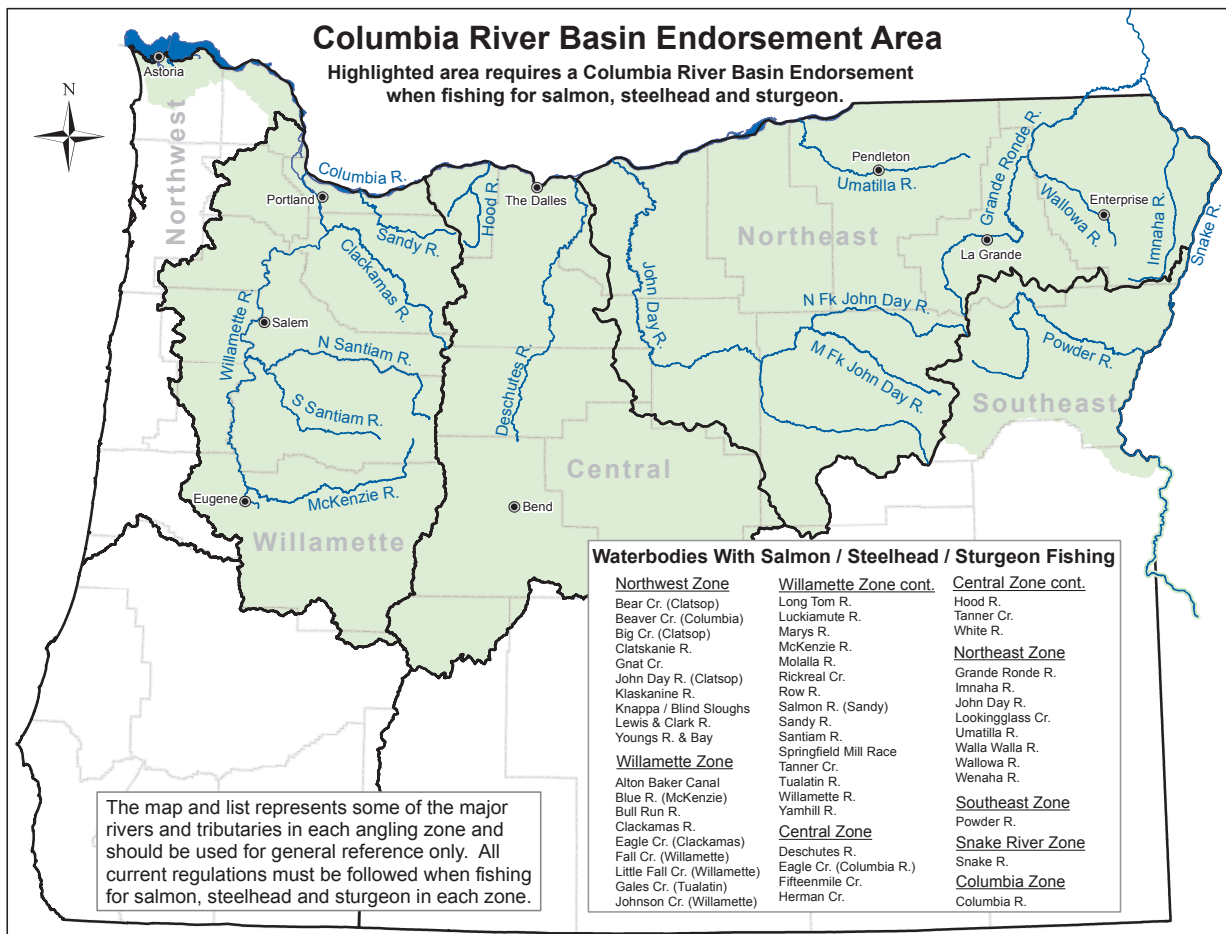 Columbia River Basin Endorsement Area
Highlighted area requires a Columbia River Basin Endorsement
when fishing for salmon, steelhead and sturgeon.
N
Astoria
Northwest
Columbia R.
Portland
Hood R.
The Dalles
Sandy R.
Clackamas R.
Willamette R.
Salem
N Santiam R.
S Santiam R.
Eugene
McKenzie R.
Willamette
Deschutes R.
Central
Bend
Pendleton
Umatilla R.
Northeast
Grande Ronde R.
Wallowa R.
Enterprise
Imnaha R.
Snake R.
La Grande
John Day R.
N Fk John Day R.
M Fk John Day R.
Powder R.
Southeast
Waterbodies With Salmon / Steelhead / Sturgeon Fishing
Northwest Zone
Bear Cr. (Clatsop)
Beaver Cr. (Columbia)
Big Cr. (Clatsop)
Clatskanie R.
Gnat Cr.
John Day R. (Clatsop)
Klaskanine R.
Knappa / Blind Sloughs
Lewis & Clark R.
Youngs R. & Bay
Willamette Zone
Alton Baker Canal
Blue R. (McKenzie)
Bull Run R.
Clackamas R.
Eagle Cr. (Clackamas)
Fall Cr. (Willamette)
Little Fall Cr. (Willamette)
Gales Cr. (Tualatin)
Johnson Cr. (Willamette)
Willamette Zone cont.
Long Tom R.
Luckiamute R.
Marys R.
McKenzie R.
Molalla R.
Rickreal Cr.
Row R.
Salmon R. (Sandy)
Sandy R.
Santiam R.
Springfield Mill Race
Tanner Cr.
Tualatin R.
Willamette R.
Yamhill R.
Central Zone
Deschutes R.
Eagle Cr. (Columbia R.)
Fifteenmile Cr.
Herman Cr.
Central Zone cont.
Hood R.
Tanner Cr.
White R.
Northeast Zone
Grande Ronde R.
Imnaha R.
John Day R.
Lookingglass Cr.
Umatilla R.
Walla Walla R.
Wallowa R.
Wenaha R.
Southeast Zone
Powder R.
Snake River Zone
Snake R.
Columbia Zone
Columbia R.
The map and list represents some of the major
rivers and tributaries in each angling zone and
should be used for general reference only.  All
current regulations must be followed when fishing
for salmon, steelhead and sturgeon in each zone.